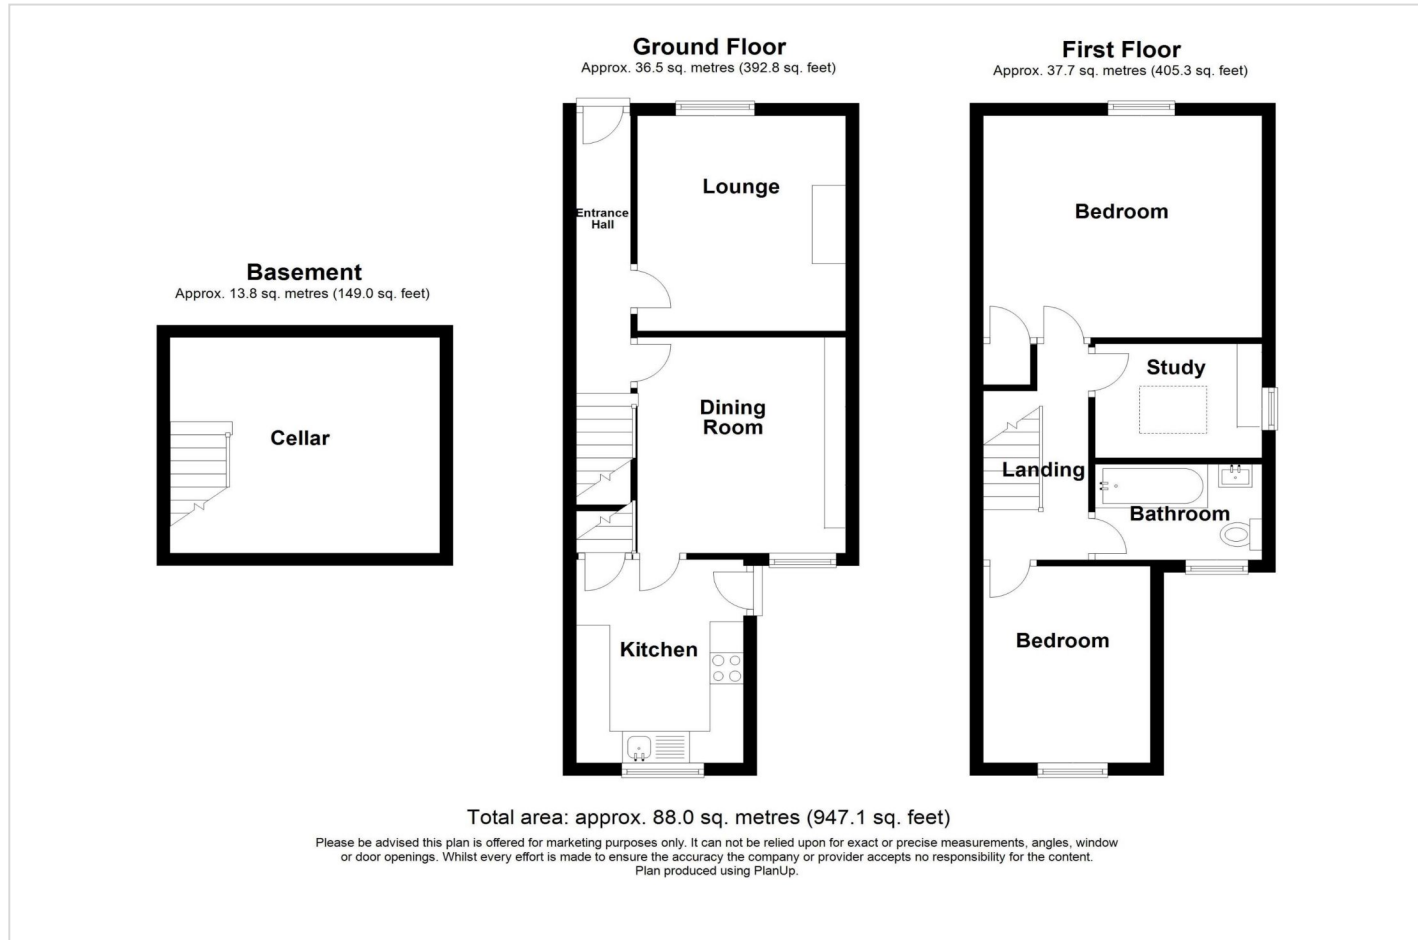 Basement
Approx. 13.8 sq. metres (149.0 sq. feet)
Cellar
Ground Floor
Approx. 36.5 sq. metres (392.8 sq. feet)
Lounge
Entrance
Hall
Dining
Room
Kitchen
First Floor
Approx. 37.7 sq. metres (405.3 sq. feet)
Bedroom
Study
Landing
Bathroom
Bedroom
Total area: approx. 88.0 sq. metres (947.1 sq. feet)
Please be advised this plan is offered for marketing purposes only. It can not be relied upon for exact or precise measurements, angles, window
or door openings. Whilst every effort is made to ensure the accuracy the company or provider accepts no responsibility for the content.
Plan produced using PlanUp.